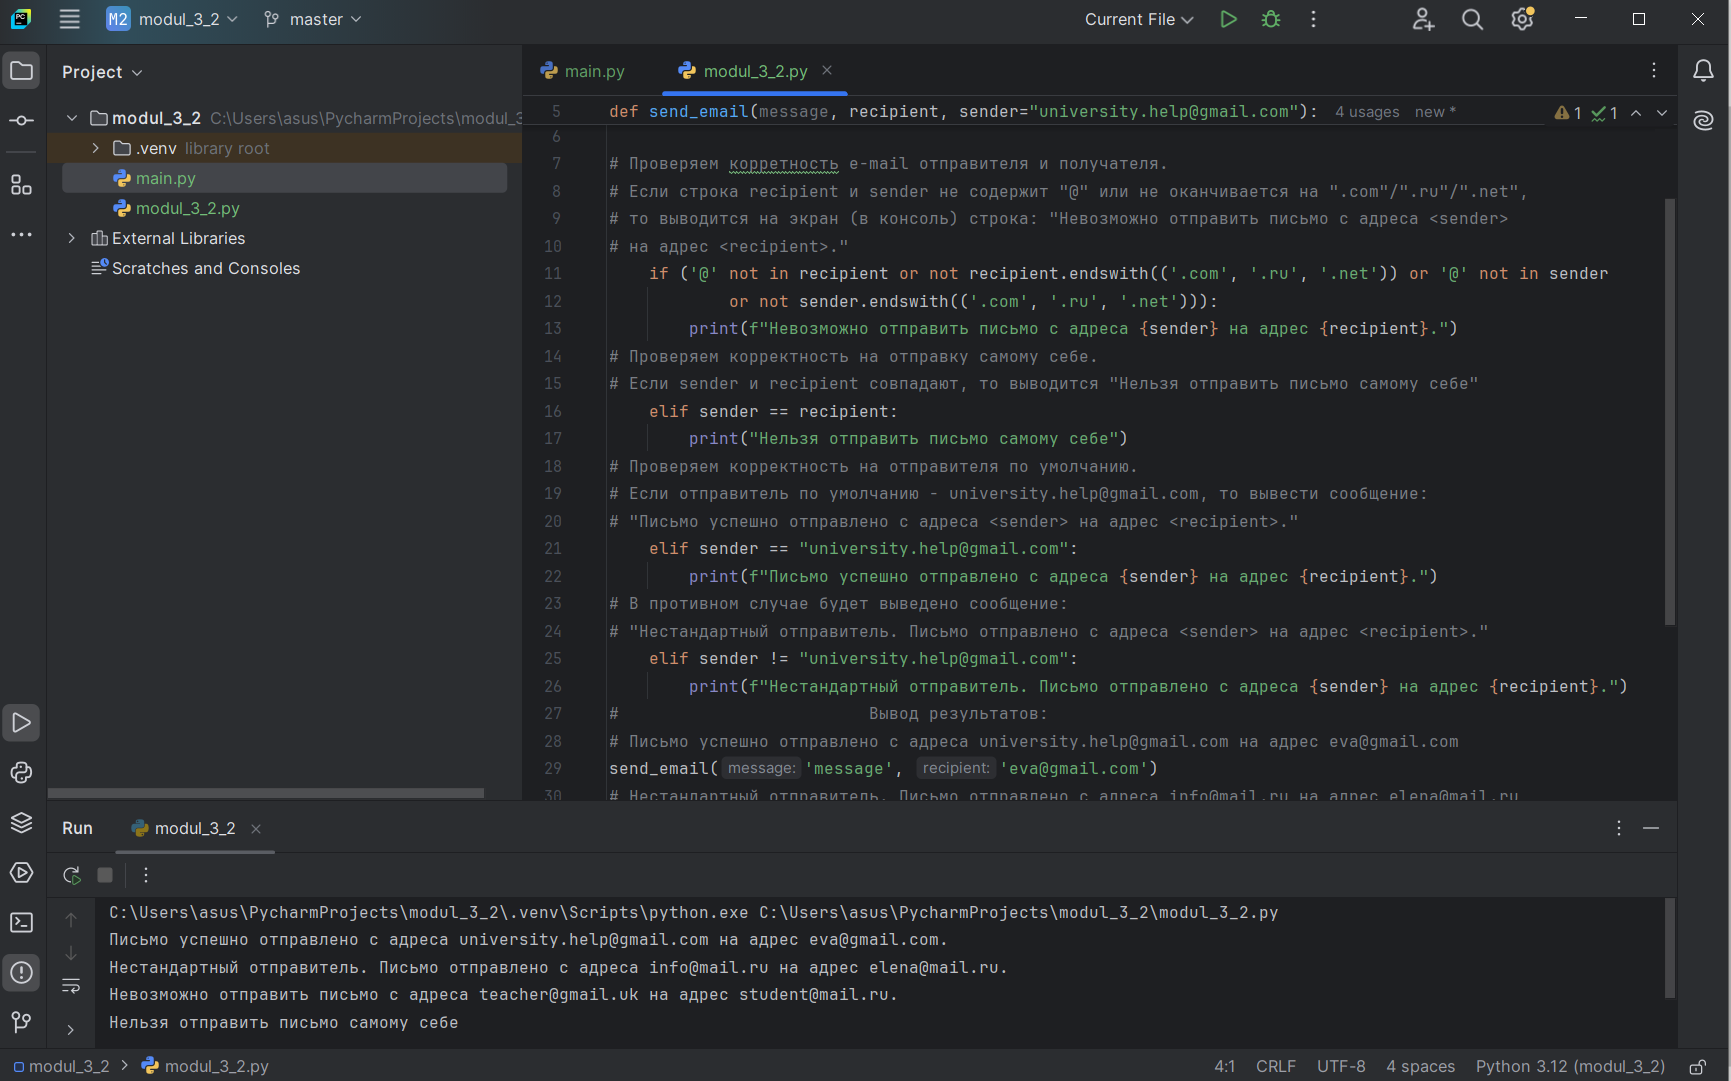 M2 modul_3_2 master Current File
Project
modul_3_2 C:\Users\asus\PycharmProjects\modul_3
.venv library root
main.py
modul_3_2.py
External Libraries
Scratches and Consoles
main.py modul_3_2.py
5 def send_email(message, recipient, sender="university.help@gmail.com"): 4 usages new * 1 1
6
7 # Проверяем корретность e-mail отправителя и получателя.
8 # Если строка recipient и sender не содержит "@" или не оканчивается на ".com"/".ru"/".net",
9 # то выводится на экран (в консоль) строка: "Невозможно отправить письмо с адреса <sender>
10 # на адрес <recipient>."
11 if ('@' not in recipient or not recipient.endswith(('.com', '.ru', '.net')) or '@' not in sender
12 or not sender.endswith(('.com', '.ru', '.net'))):
13 print(f"Невозможно отправить письмо с адреса {sender} на адрес {recipient}.")
14 # Проверяем корректность на отправку самому себе.
15 # Если sender и recipient совпадают, то выводится "Нельзя отправить письмо самому себе"
16 elif sender == recipient:
17 print("Нельзя отправить письмо самому себе")
18 # Проверяем корректность на отправителя по умолчанию.
19 # Если отправитель по умолчанию - university.help@gmail.com, то вывести сообщение:
20 # "Письмо успешно отправлено с адреса <sender> на адрес <recipient>."
21 elif sender == "university.help@gmail.com":
22 print(f"Письмо успешно отправлено с адреса {sender} на адрес {recipient}.")
23 # В противном случае будет выведено сообщение:
24 # "Нестандартный отправитель. Письмо отправлено с адреса <sender> на адрес <recipient>."
25 elif sender != "university.help@gmail.com":
26 print(f"Нестандартный отправитель. Письмо отправлено с адреса {sender} на адрес {recipient}.")
27 # Вывод результатов:
28 # Письмо успешно отправлено с адреса university.help@gmail.com на адрес eva@gmail.com
29 send_email( message: 'message', recipient: 'eva@gmail.com')
30 # Нестандартный отправитель. Письмо отправлено с адреса info@mail.ru на адрес elena@mail.ru
Run modul_3_2
C:\Users\asus\PycharmProjects\modul_3_2\.venv\Scripts\python.exe C:\Users\asus\PycharmProjects\modul_3_2\modul_3_2.py
Письмо успешно отправлено с адреса university.help@gmail.com на адрес eva@gmail.com.
Нестандартный отправитель. Письмо отправлено с адреса info@mail.ru на адрес elena@mail.ru.
Невозможно отправить письмо с адреса teacher@gmail.uk на адрес student@mail.ru.
Нельзя отправить письмо самому себе
modul_3_2 modul_3_2.py 4:1 CRLF UTF-8 4 spaces Python 3.12 (modul_3_2)